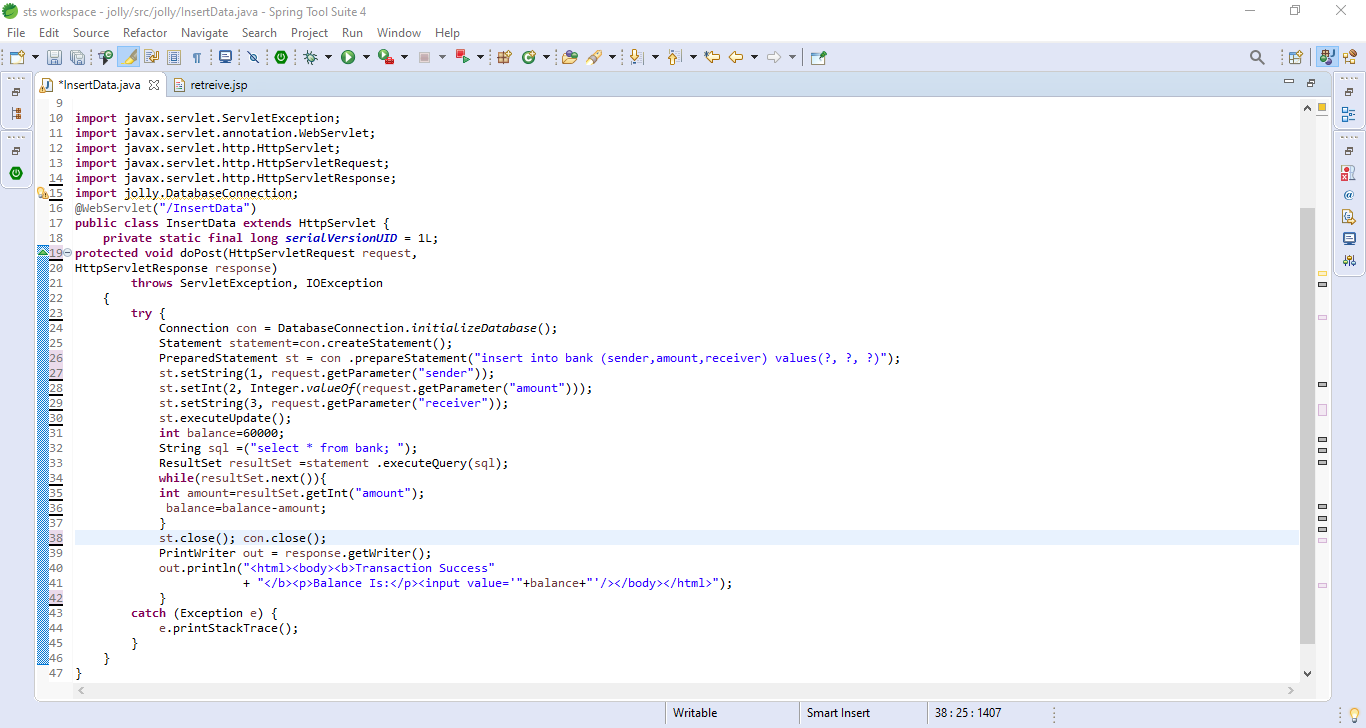 sts workspace - jolly/src/jolly/InsertData.java - Spring Tool Suite 4
File Edit Source Refactor Navigate Search Project Run Window Help
*InsertData.java retreive.jsp
9
10 import javax.servlet.ServletException;
11 import javax.servlet.annotation.WebServlet;
12 import javax.servlet.http.HttpServlet;
13 import javax.servlet.http.HttpServletRequest;
14 import javax.servlet.http.HttpServletResponse;
15 import jolly.DatabaseConnection;
16 @WebServlet("/InsertData")
17 public class InsertData extends HttpServlet {
18 private static final long serialVersionUID = 1L;
19 protected void doPost(HttpServletRequest request,
20 HttpServletResponse response)
21 throws ServletException, IOException
22 {
23 try {
24 Connection con = DatabaseConnection.initializeDatabase();
25 Statement statement=con.createStatement();
26 PreparedStatement st = con .prepareStatement("insert into bank (sender,amount,receiver) values(?, ?, ?)");
27 st.setString(1, request.getParameter("sender"));
28 st.setInt(2, Integer.valueOf(request.getParameter("amount")));
29 st.setString(3, request.getParameter("receiver"));
30 st.executeUpdate();
31 int balance=60000;
32 String sql =("select * from bank; ");
33 ResultSet resultSet =statement .executeQuery(sql);
34 while(resultSet.next()){
35 int amount=resultSet.getInt("amount");
36 balance=balance-amount;
37 }
38 st.close(); con.close();
39 PrintWriter out = response.getWriter();
40 out.println("<html><body><b>Transaction Success"
41 + "</b><p>Balance Is:</p><input value='"+balance+"'/></body></html>");
42 }
43 catch (Exception e) {
44 e.printStackTrace();
45 }
46 }
47 }
Writable Smart Insert 38 : 25 : 1407